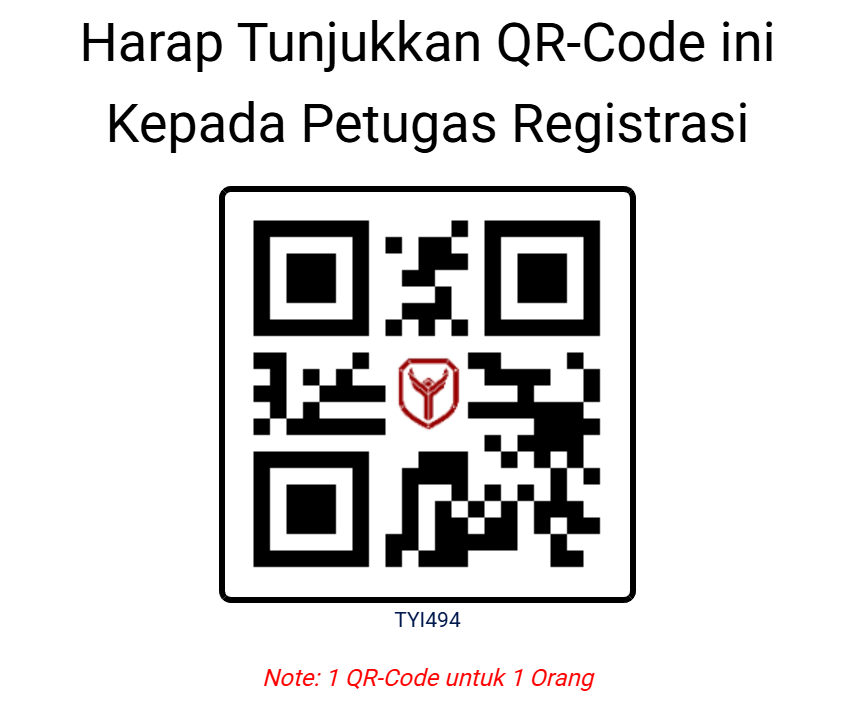 Harap Tunjukkan QR-Code ini
Kepada Petugas Registrasi
TYI494
Note: 1 QR-Code untuk 1 Orang